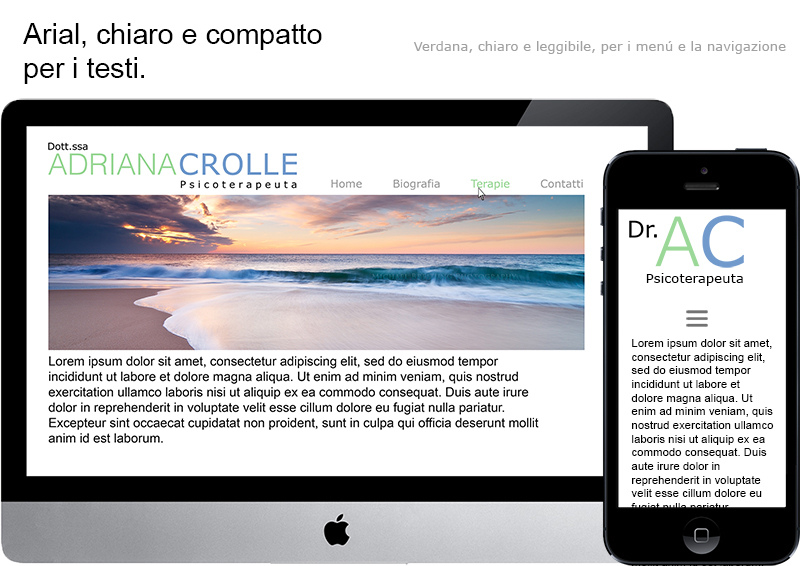 Arial, chiaro e compatto
per i testi.
Verdana, chiaro e leggibile, per i menú e la navigazione
Dott.ssa
ADRIANACROLLE
Psicoterapeuta
Home Biografia Terapie Contatti
Lorem ipsum dolor sit amet, consectetur adipiscing elit, sed do eiusmod tempor
incididunt ut labore et dolore magna aliqua. Ut enim ad minim veniam, quis nostrud
exercitation ullamco laboris nisi ut aliquip ex ea commodo consequat. Duis aute irure
dolor in reprehenderit in voluptate velit esse cillum dolore eu fugiat nulla pariatur.
Excepteur sint occaecat cupidatat non proident, sunt in culpa qui officia deserunt mollit
anim id est laborum.
Dr. AC
Psicoterapeuta
Lorem ipsum dolor sit amet,
consectetur adipiscing elit,
sed do eiusmod tempor
incididunt ut labore et
dolore magna aliqua. Ut
enim ad minim veniam, quis
nostrud exercitation ullamco
laboris nisi ut aliquip ex ea
commodo consequat. Duis
aute irure dolor in
reprehenderit in voluptate
velit esse cillum dolore eu
fugiat nulla pariatur.